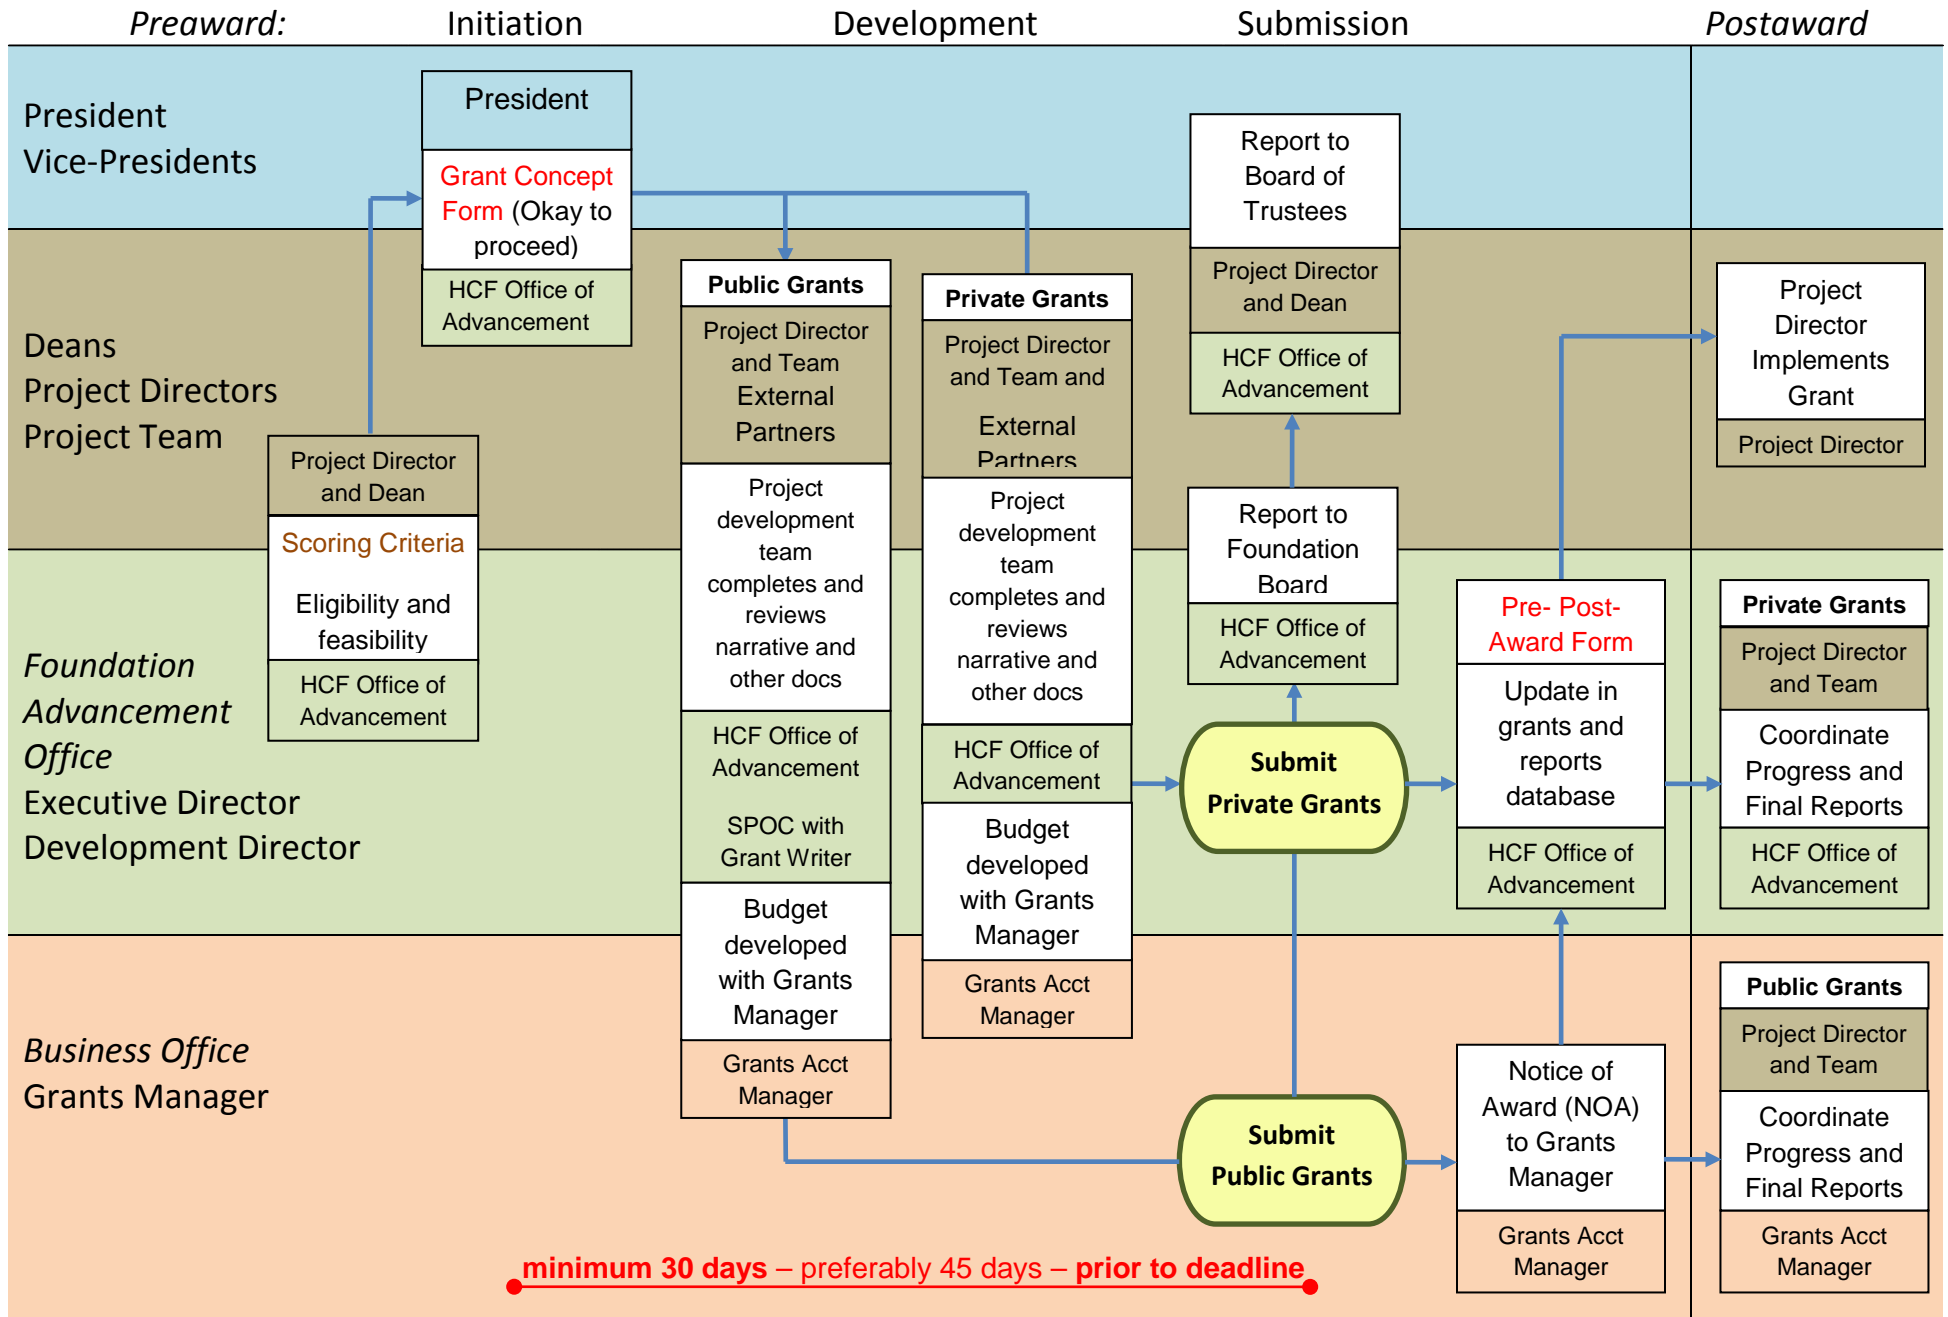 Preaward:
Initiation
Development
Submission
Postaward
President
Vice-Presidents
Deans
Project Directors
Project Team
Foundation
Advancement
Office
Executive Director
Development Director
Business Office
Grants Manager
Project Director
and Dean
Scoring Criteria
Eligibility and
feasibility
HCF Office of
Advancement
President
Grant Concept
Form (Okay to
proceed)
HCF Office of
Advancement
Public Grants
Project Director
and Team
External
Partners
Project
development
team
completes and
reviews
narrative and
other docs
HCF Office of
Advancement
SPOC with
Grant Writer
Budget
developed
with Grants
Manager
Grants Acct
Manager
Private Grants
Project Director
and Team and
External
Partners
Project
development
team
completes and
reviews
narrative and
other docs
HCF Office of
Advancement
Budget
developed
with Grants
Manager
Grants Acct
Manager
Report to
Board of
Trustees
Project Director
and Dean
HCF Office of
Advancement
Report to
Foundation
Board
HCF Office of
Advancement
Submit
Private Grants
Submit
Public Grants
Pre- Post-
Award Form
Update in
grants and
reports
database
HCF Office of
Advancement
Notice of
Award (NOA)
to Grants
Manager
Grants Acct
Manager
Project
Director
Implements
Grant
Project Director
Private Grants
Project Director
and Team
Coordinate
Progress and
Final Reports
HCF Office of
Advancement
Public Grants
Project Director
and Team
Coordinate
Progress and
Final Reports
Grants Acct
Manager
minimum 30 days – preferably 45 days – prior to deadline